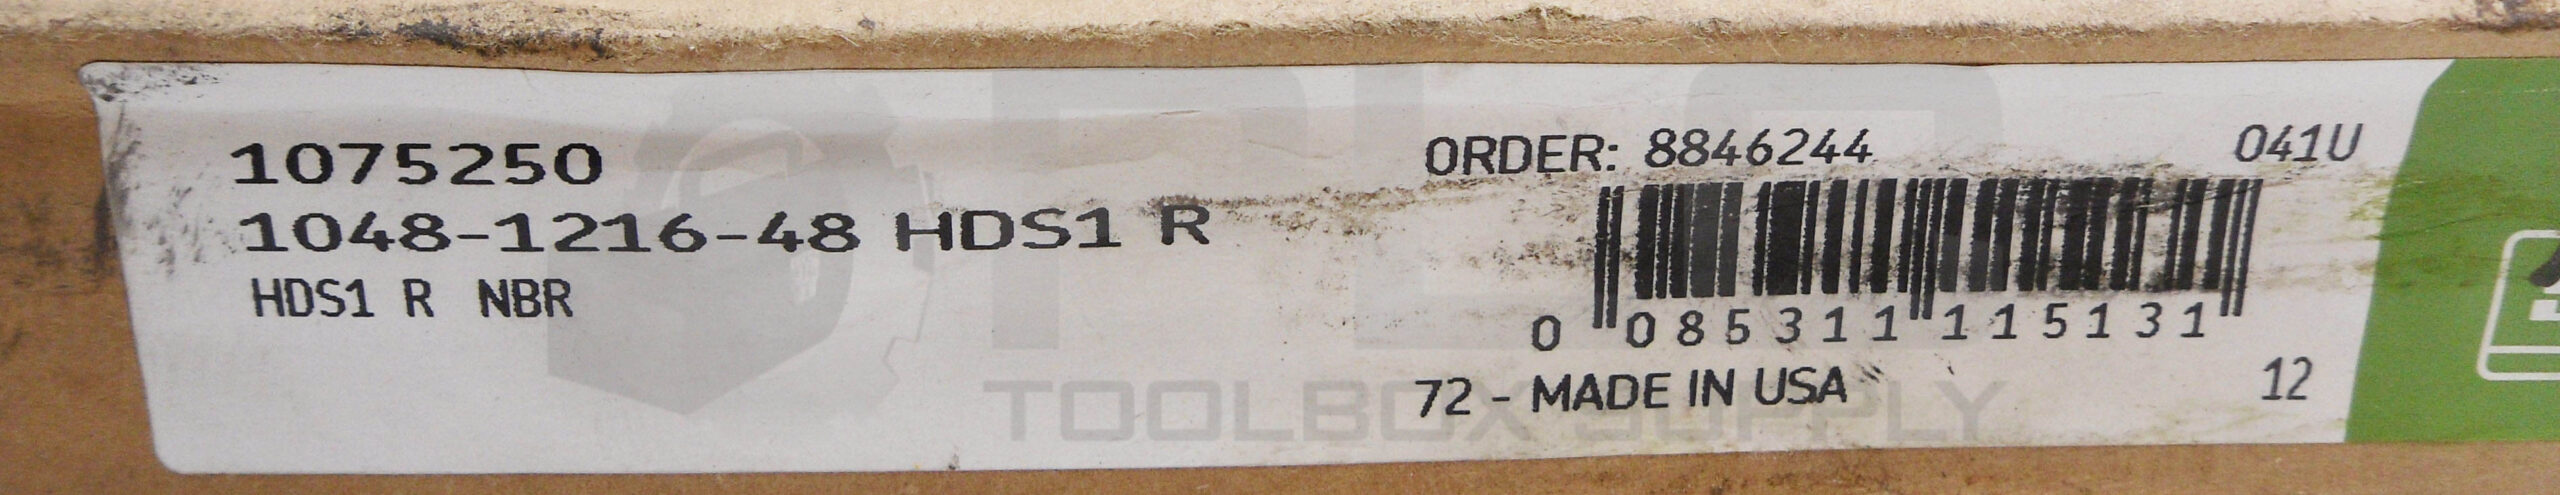 1075250
1048-1216-48 HDS1 R
HDS1 R NBR
ORDER: 8846244
041U
0 085311 115131
72 - MADE IN USA
12
PLC
TOOLBOX SUPPLY